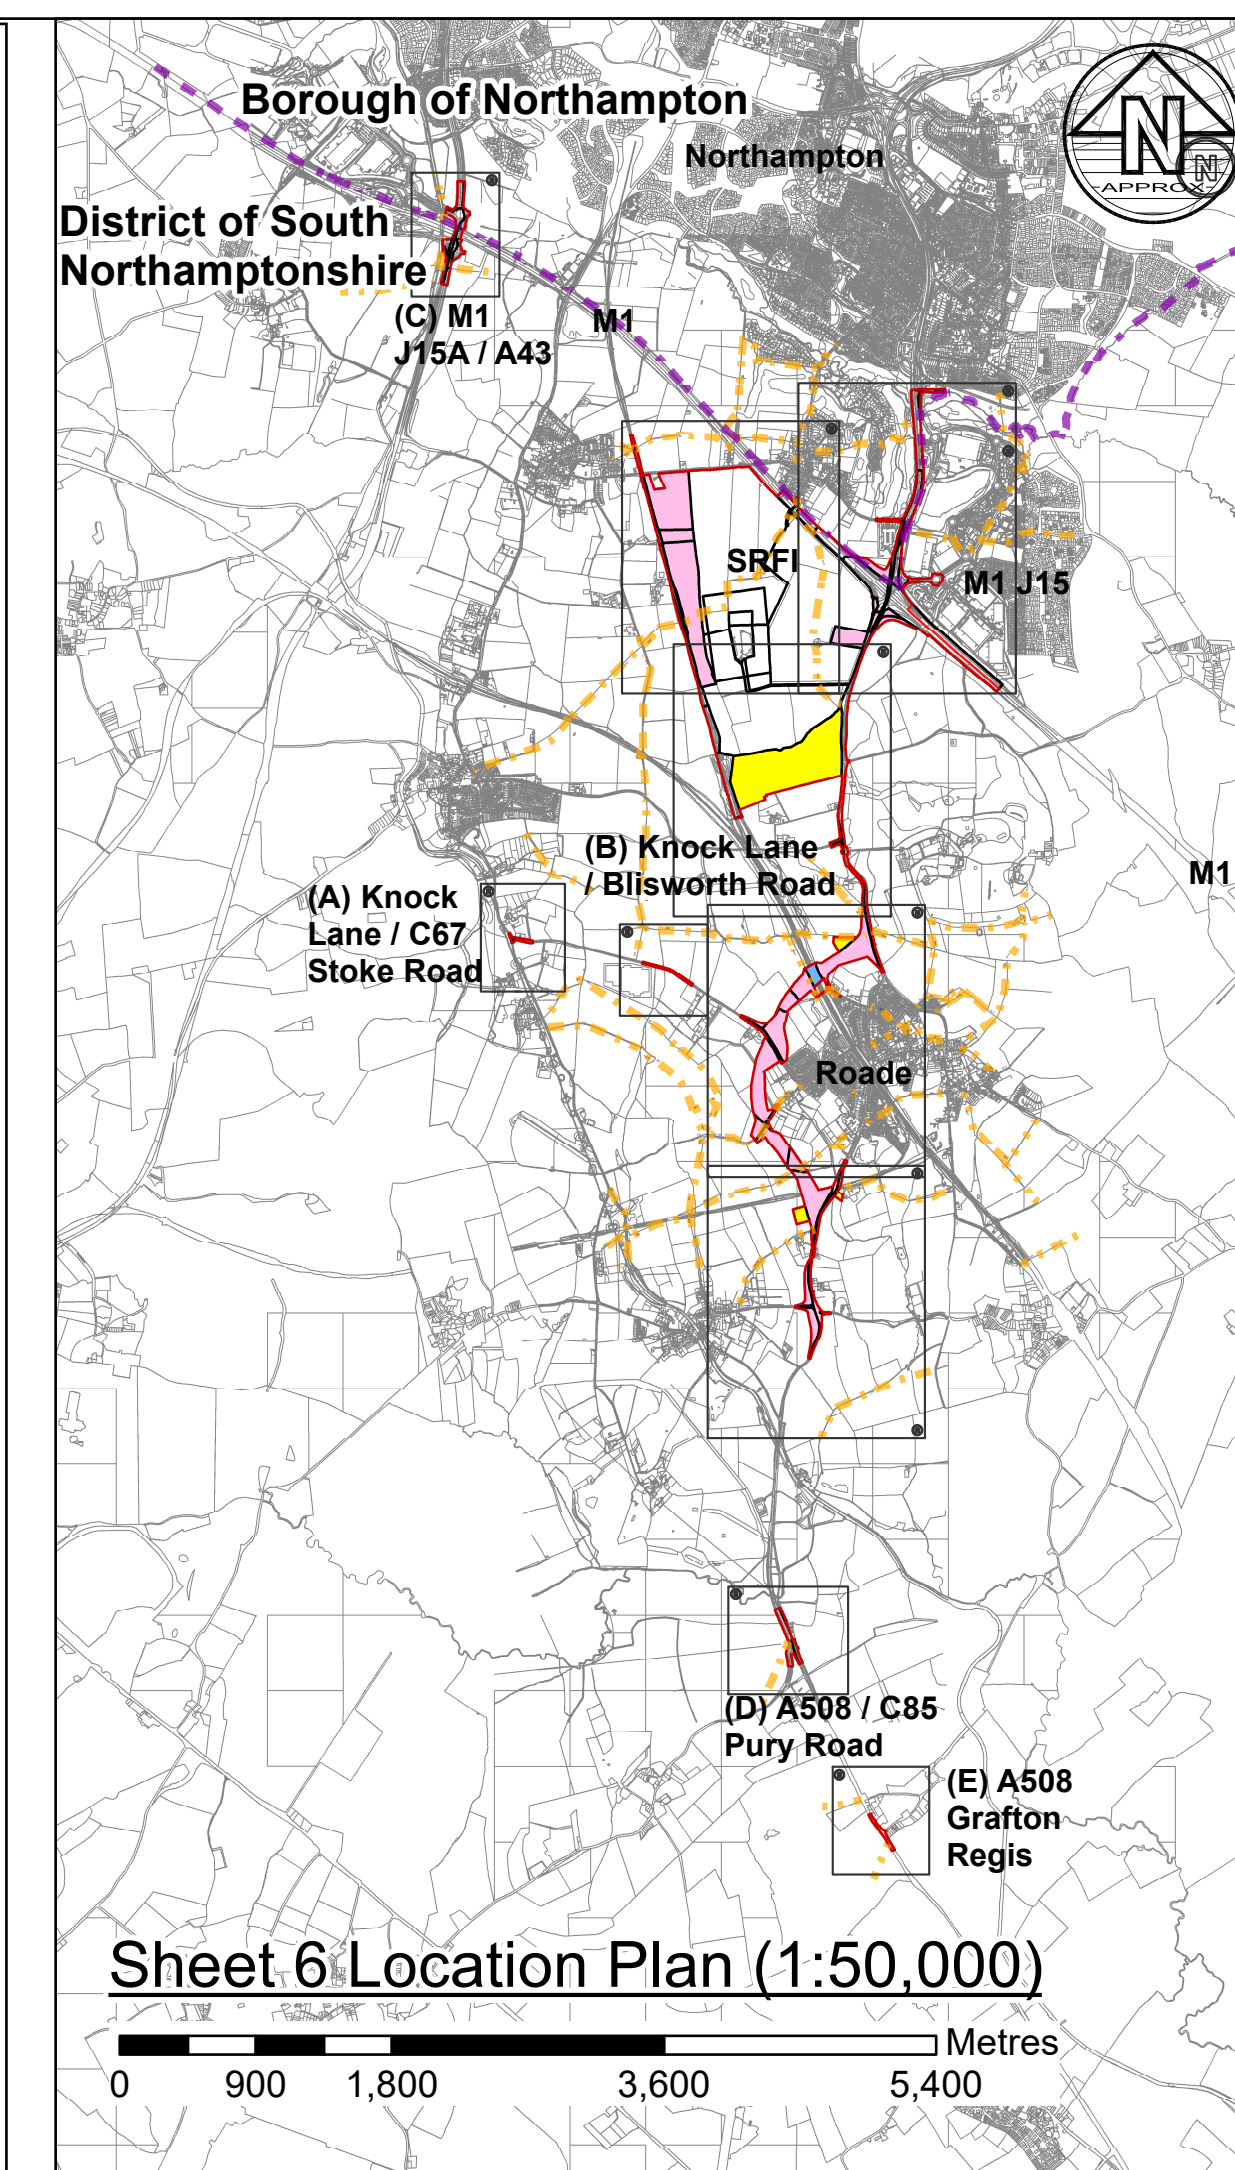 Borough of Northampton
Northampton
N
N
-APPROX-
District of South
Northamptonshire
(C) M1
J15A / A43
M1
SRFI
M1 J15
(B) Knock Lane
/ Blisworth Road
M1
(A) Knock
Lane / C67
Stoke Road
Roade
(D) A508 / C85
Pury Road
(E) A508
Grafton
Regis
Sheet 6 Location Plan (1:50,000)
Metres
0 900 1,800 3,600 5,400